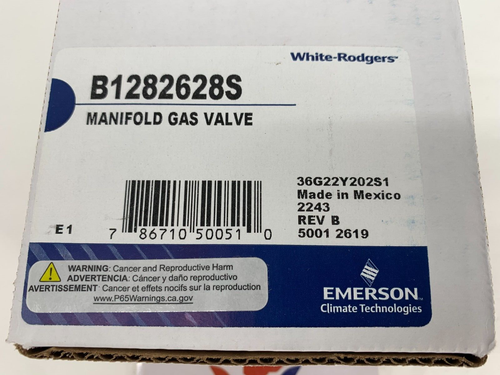 White-Rodgers™
B1282628S
MANIFOLD GAS VALVE
36G22Y202S1
Made in Mexico
2243
REV B
5001 2619
E1
7 86710 50051 0
WARNING: Cancer and Reproductive Harm
ADVERTENCIA: Cáncer y daño reproductivo
AVERTISSEMENT: Cancer et effets nocifs sur la reproduction
www.P65Warnings.ca.gov
EMERSON
Climate Technologies